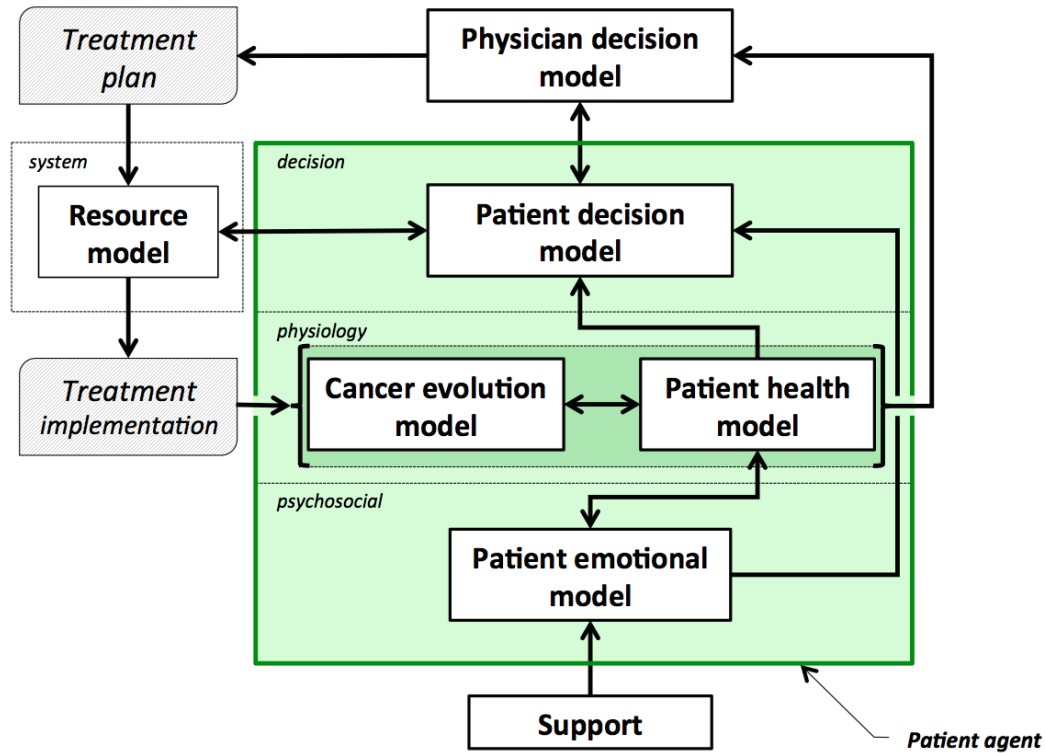 Treatment
plan
Physician decision
model
system
decision
Resource
model
Patient decision
model
physiology
Treatment
implementation
Cancer evolution
model
Patient health
model
psychosocial
Patient emotional
model
Support
Patient agent